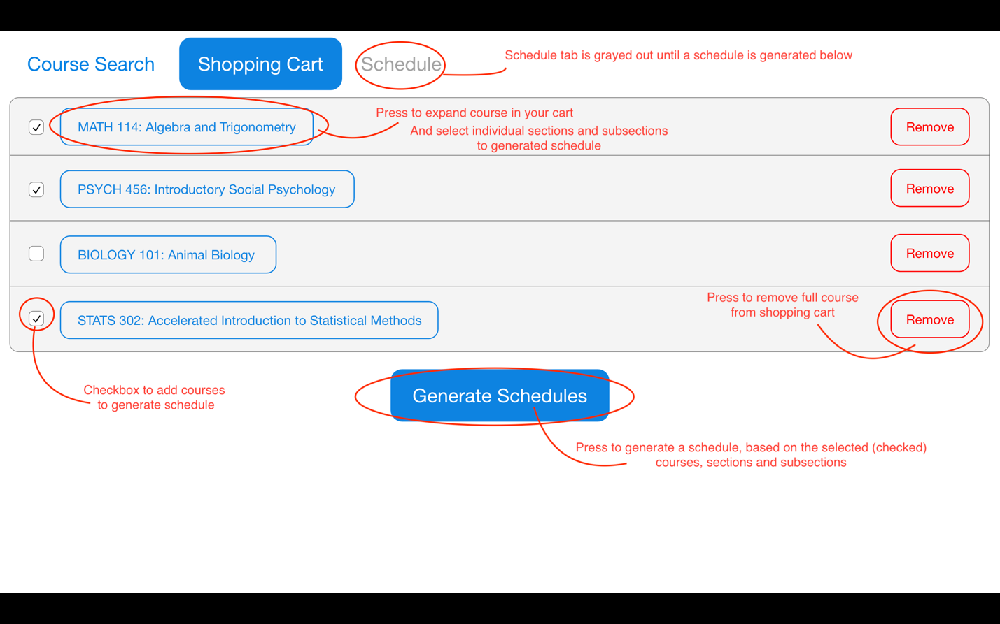 Course Search
Shopping Cart
Schedule
Schedule tab is grayed out until a schedule is generated below
MATH 114: Algebra and Trigonometry
Press to expand course in your cart
And select individual sections and subsections
to generated schedule
Remove
PSYCH 456: Introductory Social Psychology
Remove
BIOLOGY 101: Animal Biology
Remove
STATS 302: Accelerated Introduction to Statistical Methods
Press to remove full course
from shopping cart
Remove
Checkbox to add courses
to generate schedule
Generate Schedules
Press to generate a schedule, based on the selected (checked)
courses, sections and subsections